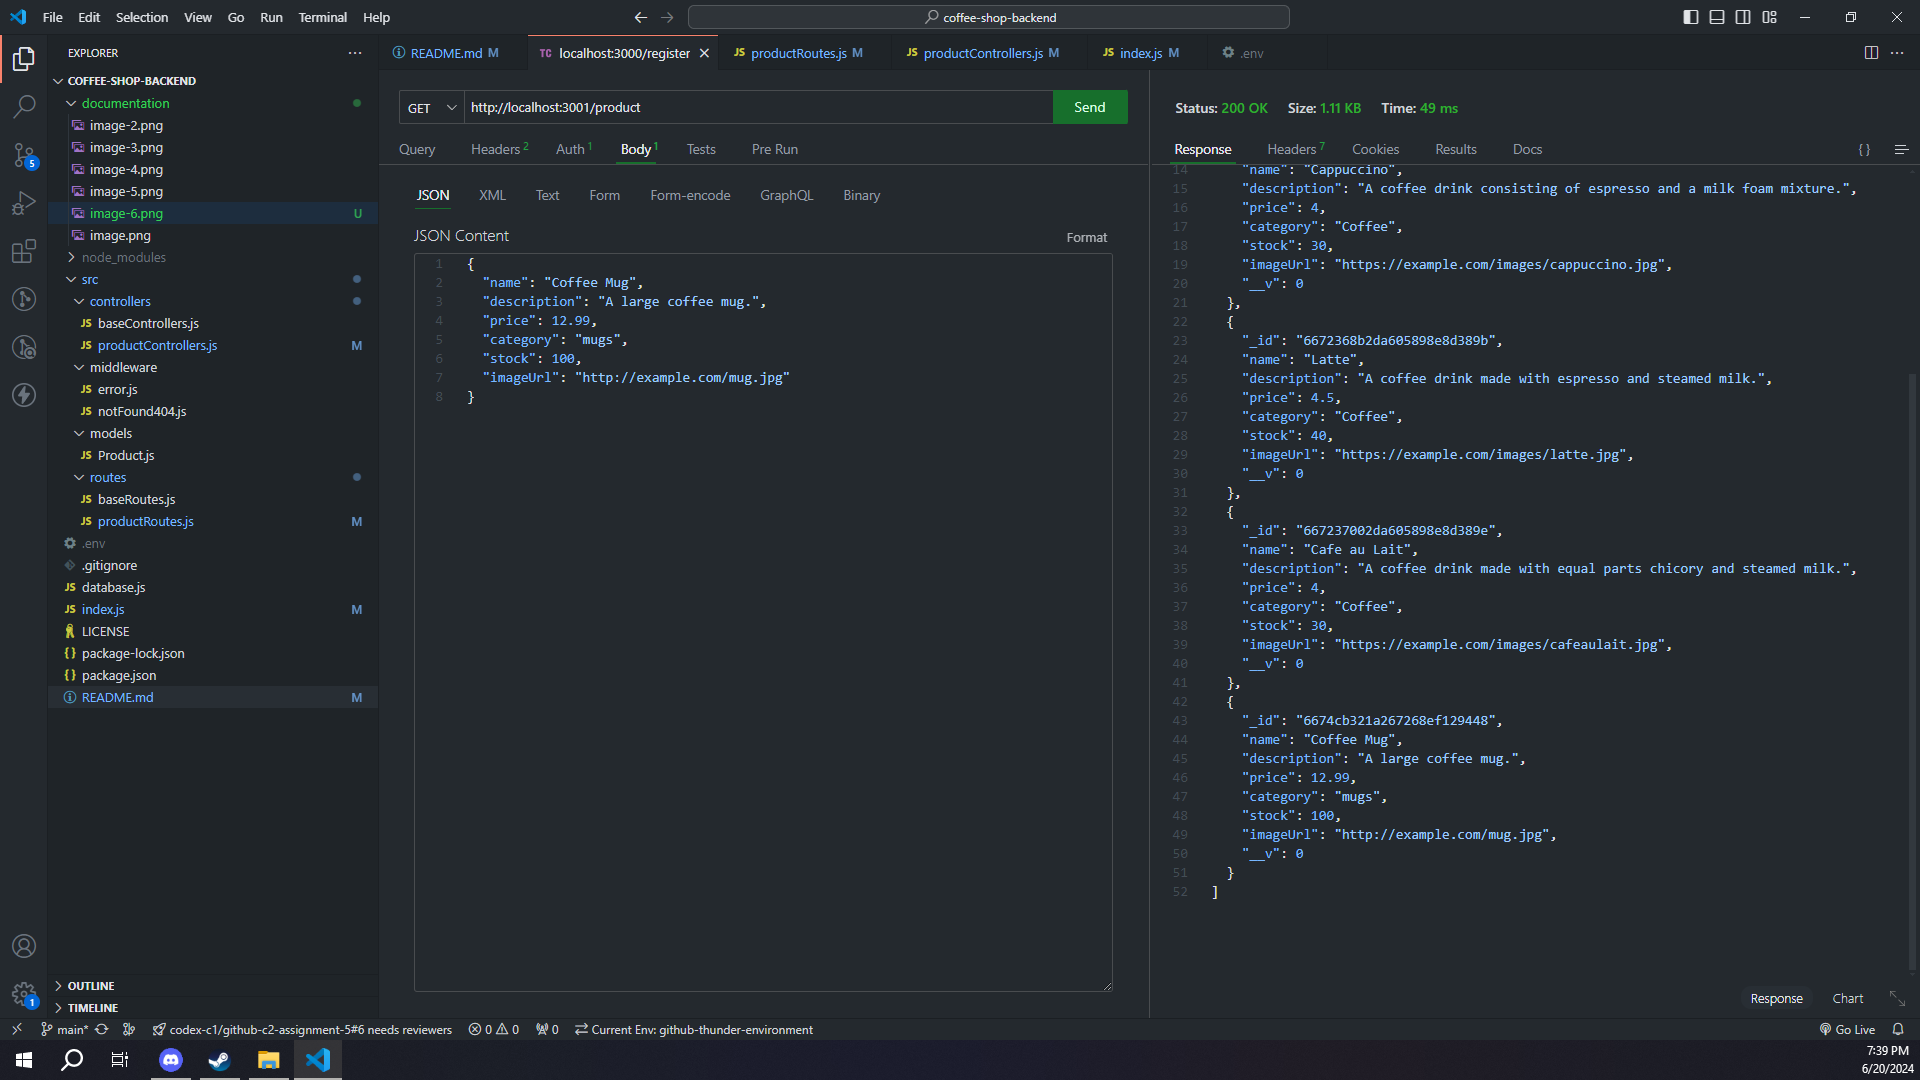 File Edit Selection View Go Run Terminal Help
coffee-shop-backend
EXPLORER
COFFEE-SHOP-BACKEND
documentation
image-2.png
image-3.png
image-4.png
image-5.png
image-6.png U
image.png
node_modules
src
controllers
JS baseControllers.js
JS productControllers.js M
middleware
JS error.js
JS notFound404.js
models
JS Product.js
routes
JS baseRoutes.js
JS productRoutes.js M
.env
.gitignore
JS database.js
JS index.js M
LICENSE
{} package-lock.json
{} package.json
README.md M
OUTLINE
TIMELINE
5
1
README.md M
TC localhost:3000/register
JS productRoutes.js M
JS productControllers.js M
JS index.js M
.env
GET http://localhost:3001/product Send
Query Headers 2 Auth 1 Body 1 Tests Pre Run
JSON XML Text Form Form-encode GraphQL Binary
JSON Content Format
1 {
2 "name": "Coffee Mug",
3 "description": "A large coffee mug.",
4 "price": 12.99,
5 "category": "mugs",
6 "stock": 100,
7 "imageUrl": "http://example.com/mug.jpg"
8 }
Status: 200 OK Size: 1.11 KB Time: 49 ms
Response Headers 7 Cookies Results Docs {}
14 "name": "Cappuccino",
15 "description": "A coffee drink consisting of espresso and a milk foam mixture.",
16 "price": 4,
17 "category": "Coffee",
18 "stock": 30,
19 "imageUrl": "https://example.com/images/cappuccino.jpg",
20 "__v": 0
21 },
22 {
23 "_id": "6672368b2da605898e8d389b",
24 "name": "Latte",
25 "description": "A coffee drink made with espresso and steamed milk.",
26 "price": 4.5,
27 "category": "Coffee",
28 "stock": 40,
29 "imageUrl": "https://example.com/images/latte.jpg",
30 "__v": 0
31 },
32 {
33 "_id": "667237002da605898e8d389e",
34 "name": "Cafe au Lait",
35 "description": "A coffee drink made with equal parts chicory and steamed milk.",
36 "price": 4,
37 "category": "Coffee",
38 "stock": 30,
39 "imageUrl": "https://example.com/images/cafeaulait.jpg",
40 "__v": 0
41 },
42 {
43 "_id": "6674cb321a267268ef129448",
44 "name": "Coffee Mug",
45 "description": "A large coffee mug.",
46 "price": 12.99,
47 "category": "mugs",
48 "stock": 100,
49 "imageUrl": "http://example.com/mug.jpg",
50 "__v": 0
51 }
52 ]
Response Chart
main* codex-c1/github-c2-assignment-5#6 needs reviewers 0 0 0 Current Env: github-thunder-environment Go Live
7:39 PM
6/20/2024